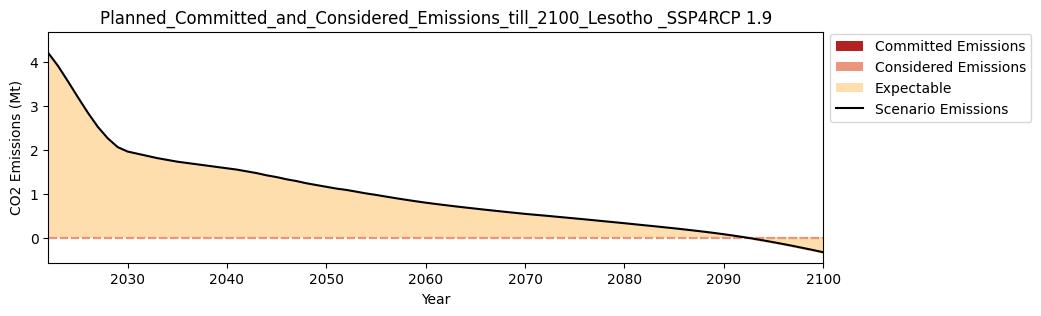 Planned_Committed_and_Considered_Emissions_till_2100_Lesotho _SSP4RCP 1.9
Committed Emissions
Considered Emissions
Expectable
Scenario Emissions
CO2 Emissions (Mt)
4
3
2
1
0
2030 2040 2050 2060 2070 2080 2090 2100
Year